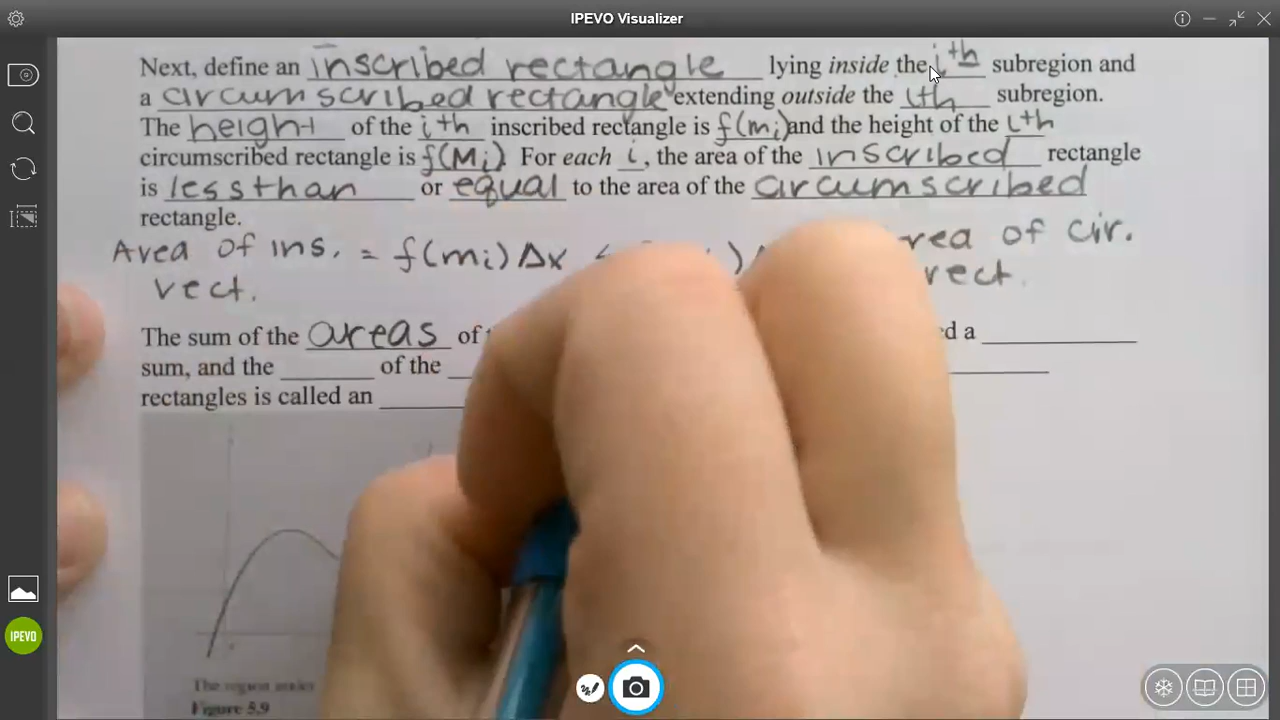 IPEVO Visualizer
Next, define an inscribed rectangle lying inside the ith subregion and
a circumscribed rectangle extending outside the ith subregion.
The height of the ith inscribed rectangle is f(mi) and the height of the ith
circumscribed rectangle is f(Mi). For each i, the area of the inscribed rectangle
is less than or equal to the area of the circumscribed
rectangle.
Area of ins. = f(mi)Δx ) rea of cir.
rect. rect.
The sum of the areas of d a
sum, and the of the
rectangles is called an
Figure 5.9
IPEVO